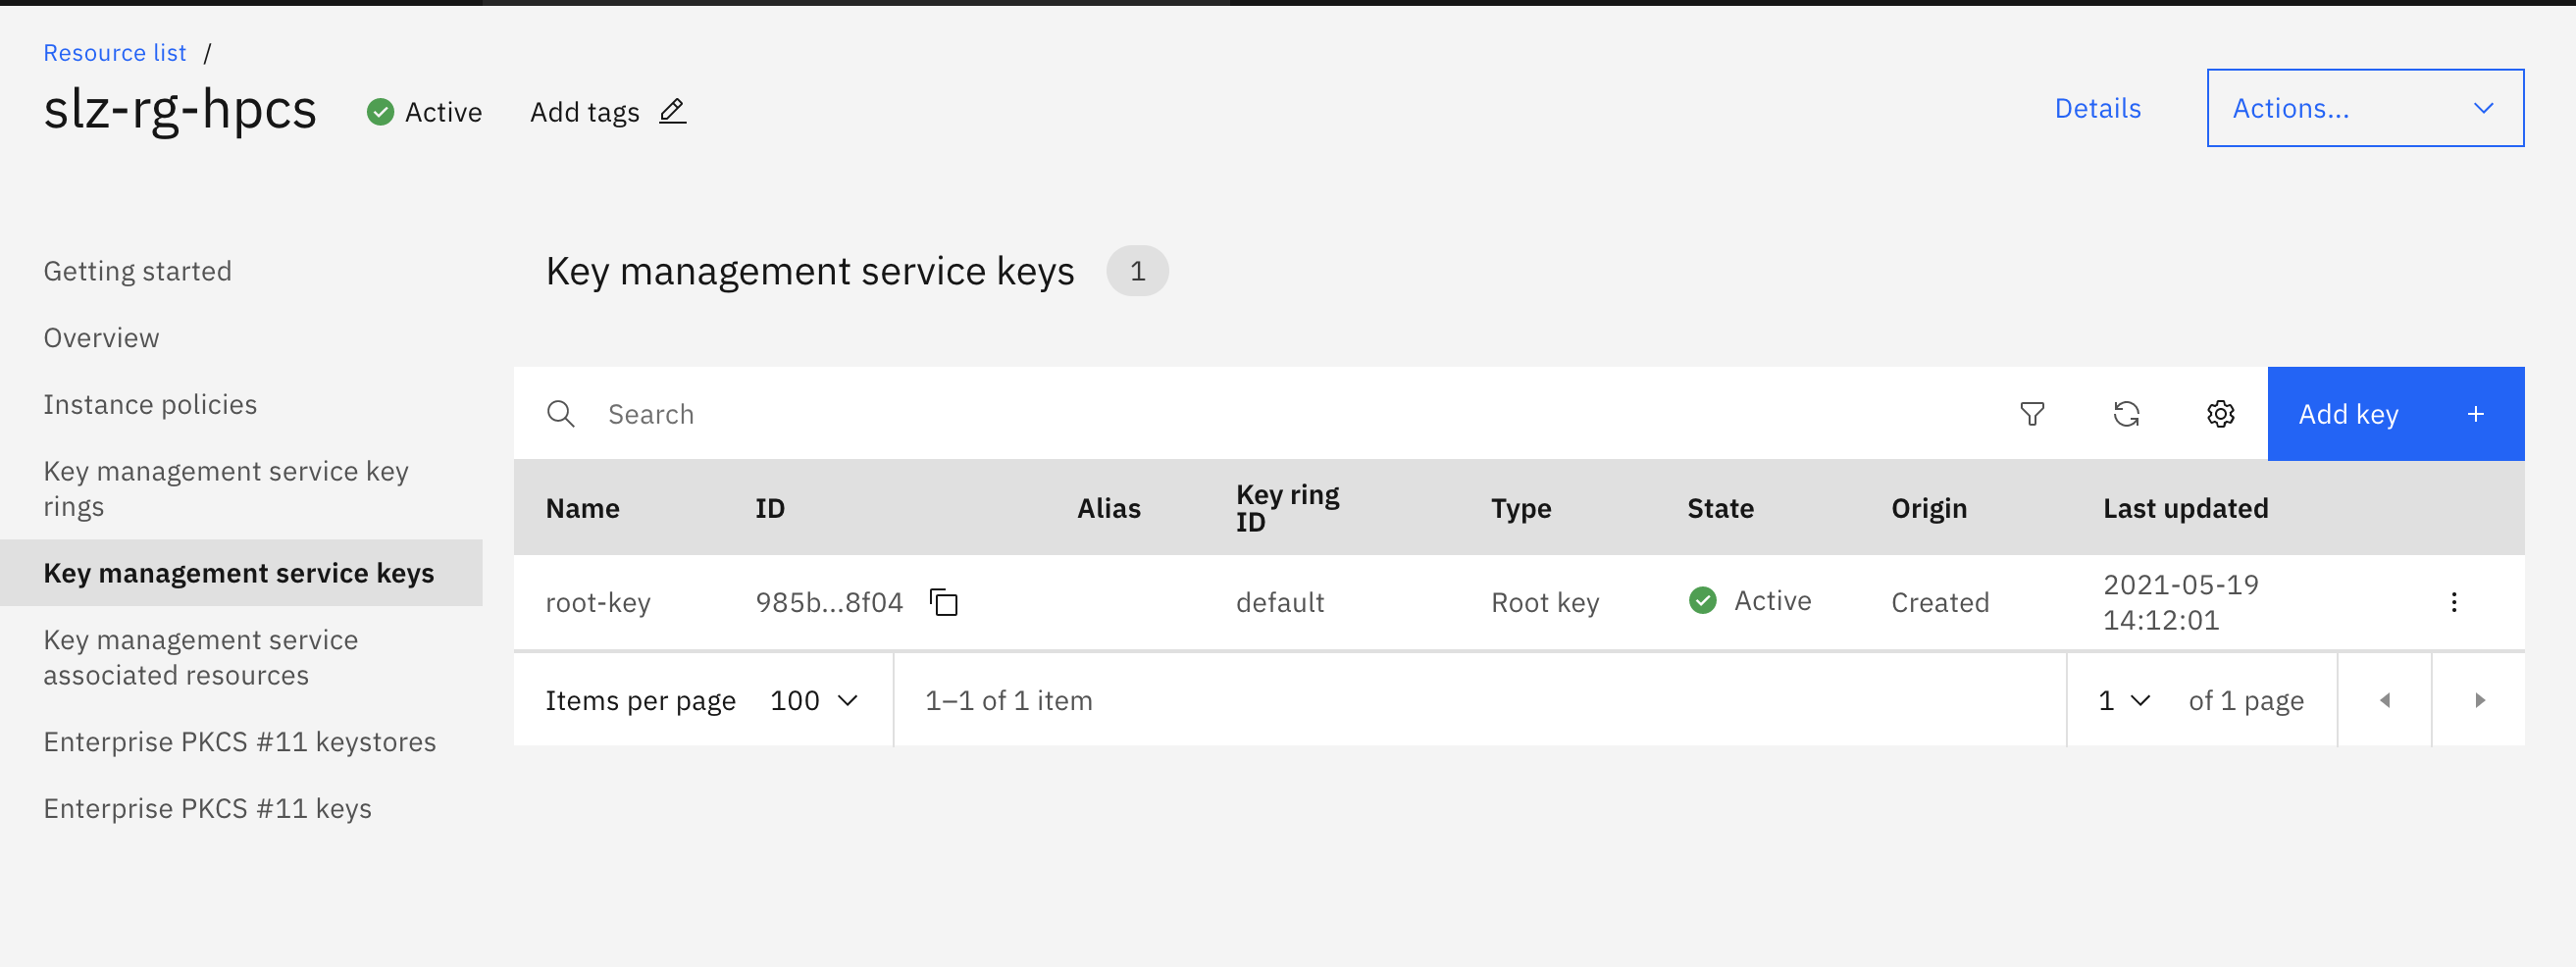 Resource list /
slz-rg-hpcs Active Add tags
Details Actions...
Getting started
Overview
Instance policies
Key management service key
rings
Key management service keys
Key management service
associated resources
Enterprise PKCS #11 keystores
Enterprise PKCS #11 keys
Key management service keys 1
Search
Add key +
Name ID Alias Key ring ID Type State Origin Last updated
root-key 985b...8f04 default Root key Active Created 2021-05-19
14:12:01
Items per page 100 1–1 of 1 item 1 of 1 page